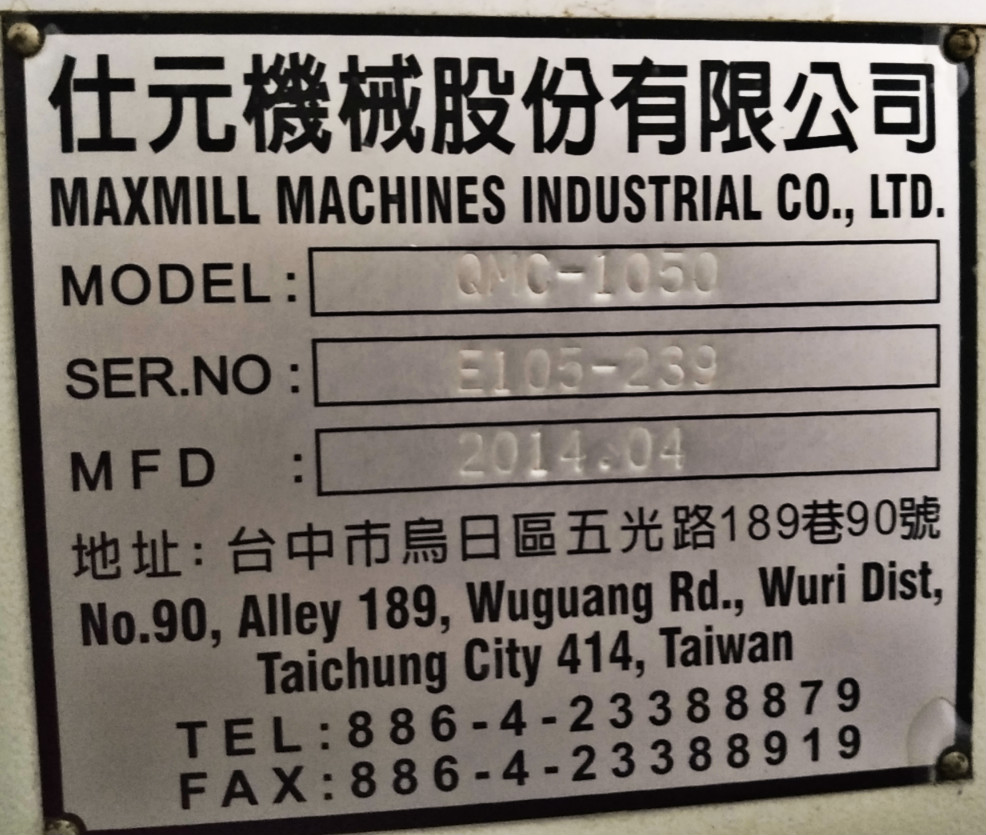 仕元機械股份有限公司
MAXMILL MACHINES INDUSTRIAL CO., LTD.
MODEL: QMC-1050
SER.NO: E105-239
MFD: 2014.04
地址: 台中市烏日區五光路189巷90號
No.90, Alley 189, Wuguang Rd., Wuri Dist,
Taichung City 414, Taiwan
TEL:886-4-23388879
FAX:886-4-23388919